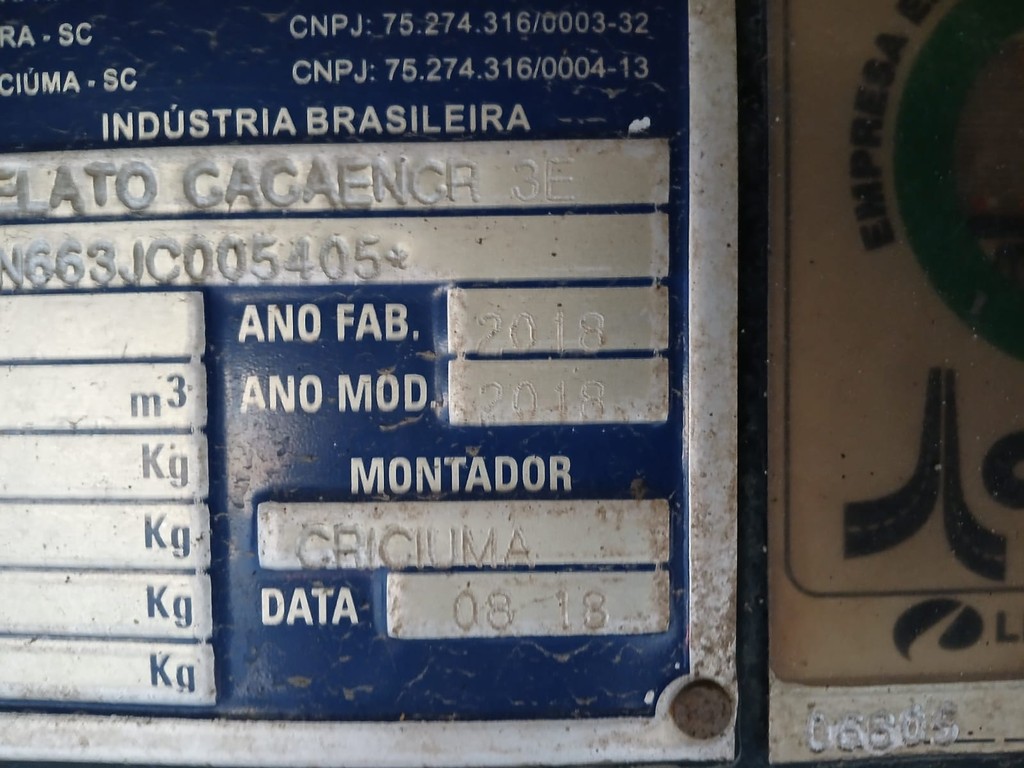 RA - SC CNPJ: 75.274.316/0003-32
CIÚMA - SC CNPJ: 75.274.316/0004-13
INDÚSTRIA BRASILEIRA
ELATO CACAENCR 3E
N663JC005405*
ANO FAB. 2018
m³ ANO MOD. 2018
Kg MONTADOR
Kg CRICIUMA
Kg DATA 08 18
Kg
EMPRESA
06605